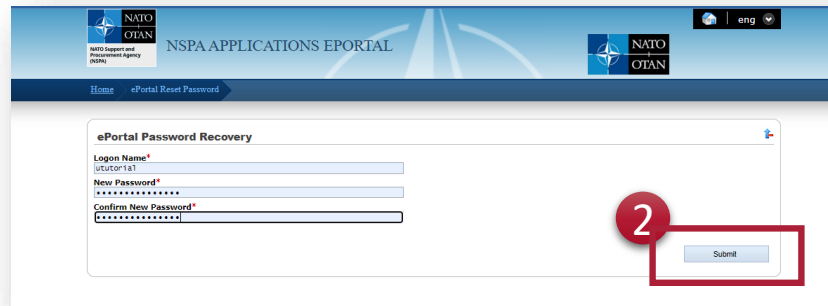 NATO
OTAN
NATO Support and
Procurement Agency
(NSPA)
NSPA APPLICATIONS EPORTAL
eng
NATO
OTAN
Home ePortal Reset Password
ePortal Password Recovery
Logon Name*
ututorial
New Password*
•••••••••••••••
Confirm New Password*
•••••••••••••••
2
Submit